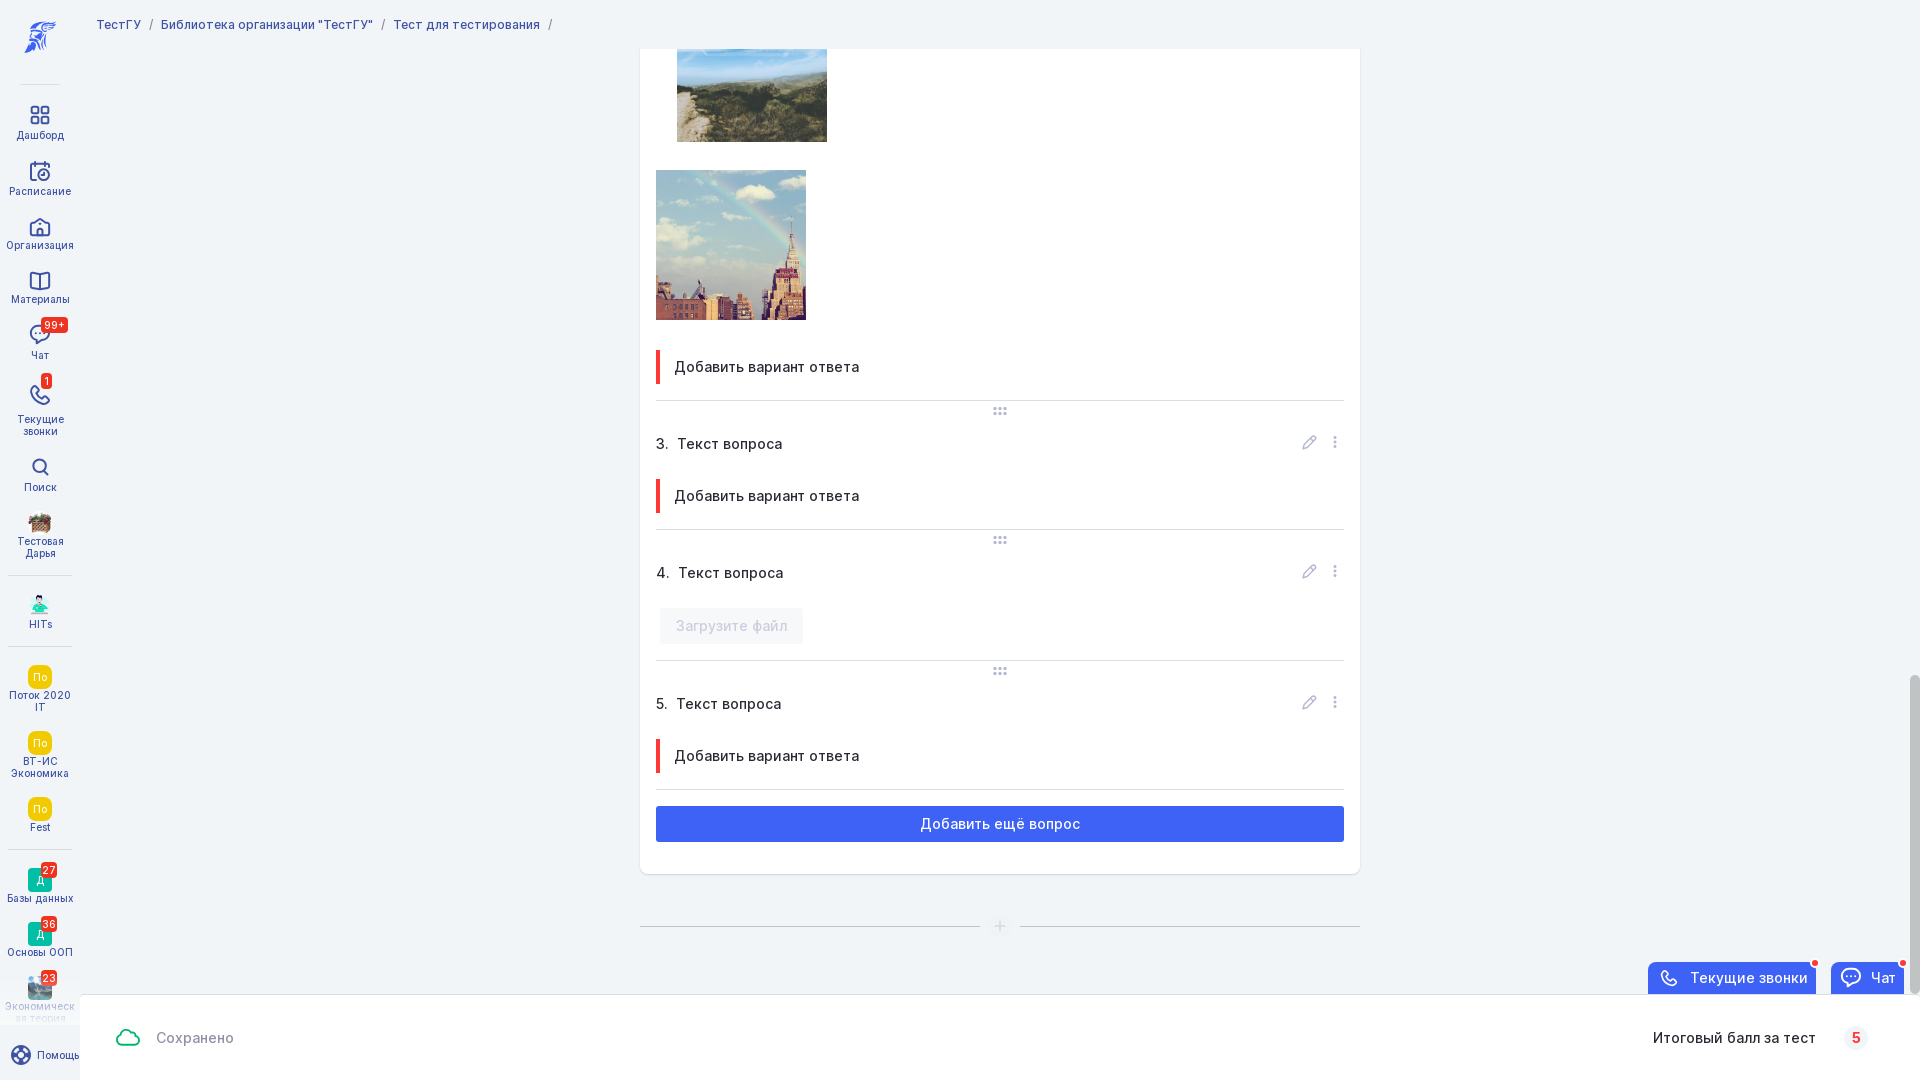 ТестГУ / Библиотека организации "ТестГУ" / Тест для тестирования /
Дашборд
Расписание
Организация
Материалы
99+
Чат
1
Текущие
звонки
Поиск
Тестовая
Дарья
HITs
По
Поток 2020
IT
По
ВТ-ИС
Экономика
По
Fest
27
Д
Базы данных
36
Д
Основы ООП
23
Экономическ
ая теория
Помощь
Добавить вариант ответа
3. Текст вопроса
Добавить вариант ответа
4. Текст вопроса
Загрузите файл
5. Текст вопроса
Добавить вариант ответа
Добавить ещё вопрос
Текущие звонки
Чат
Сохранено
Итоговый балл за тест 5